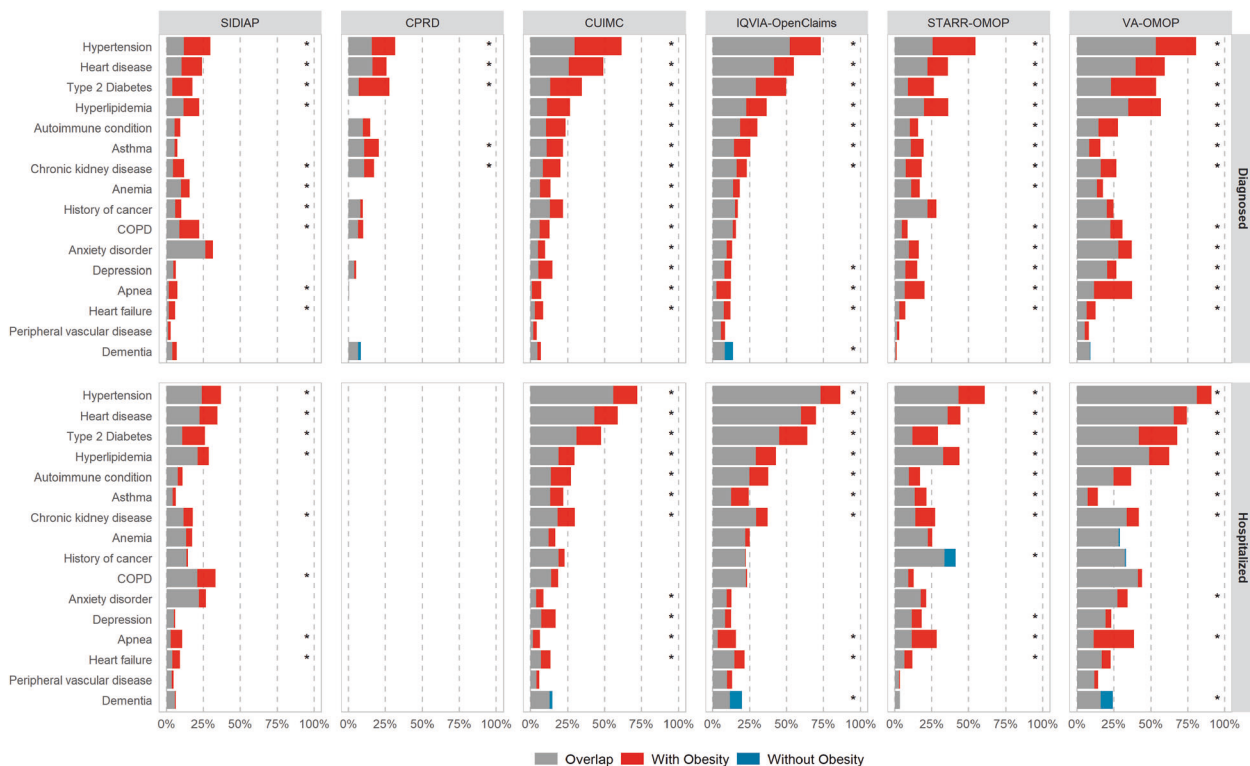 SIDIAP CPRD CUIMC IQVIA-OpenClaims STARR-OMOP VA-OMOP
Hypertension * * * * * *
Heart disease * * * * * *
Type 2 Diabetes * * * * * *
Hyperlipidemia * * * * *
Autoimmune condition * * * *
Asthma * * * * *
Chronic kidney disease * * * * * *
Anemia * * * *
History of cancer * *
COPD * * * *
Anxiety disorder * * *
Depression * * * *
Apnea * * * * *
Heart failure * * * * *
Peripheral vascular disease
Dementia *
Diagnosed
Hypertension * * * * *
Heart disease * * * * *
Type 2 Diabetes * * * * *
Hyperlipidemia * * * * *
Autoimmune condition * * * *
Asthma * * * *
Chronic kidney disease * * * * *
Anemia
History of cancer *
COPD *
Anxiety disorder * *
Depression * *
Apnea * * * * *
Heart failure * * * *
Peripheral vascular disease
Dementia * *
Hospitalized
0% 25% 50% 75% 100% 0% 25% 50% 75% 100% 0% 25% 50% 75% 100% 0% 25% 50% 75% 100% 0% 25% 50% 75% 100% 0% 25% 50% 75% 100%
Overlap With Obesity Without Obesity